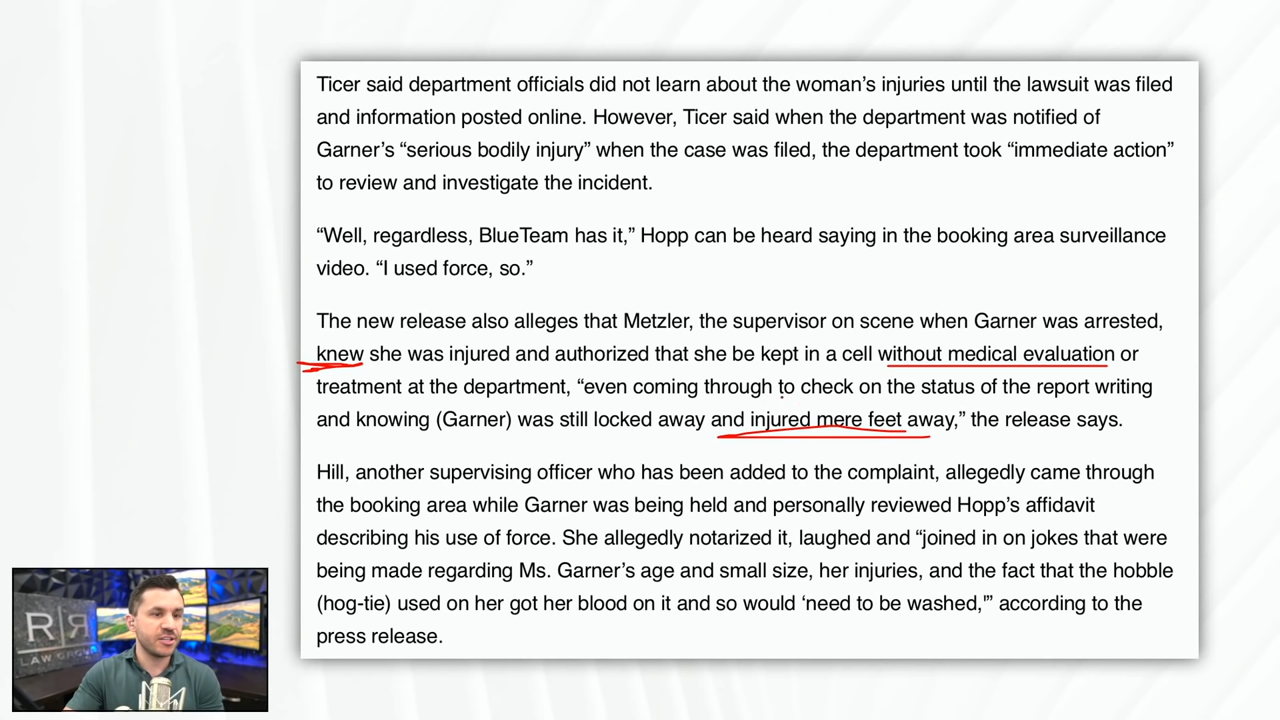 Ticer said department officials did not learn about the woman’s injuries until the lawsuit was filed
and information posted online. However, Ticer said when the department was notified of
Garner’s “serious bodily injury” when the case was filed, the department took “immediate action”
to review and investigate the incident.
“Well, regardless, BlueTeam has it,” Hopp can be heard saying in the booking area surveillance
video. “I used force, so.”
The new release also alleges that Metzler, the supervisor on scene when Garner was arrested,
knew she was injured and authorized that she be kept in a cell without medical evaluation or
treatment at the department, “even coming through to check on the status of the report writing
and knowing (Garner) was still locked away and injured mere feet away,” the release says.
Hill, another supervising officer who has been added to the complaint, allegedly came through
the booking area while Garner was being held and personally reviewed Hopp’s affidavit
describing his use of force. She allegedly notarized it, laughed and “joined in on jokes that were
being made regarding Ms. Garner’s age and small size, her injuries, and the fact that the hobble
(hog-tie) used on her got her blood on it and so would ‘need to be washed,'” according to the
press release.
R|R
LAW GROUP